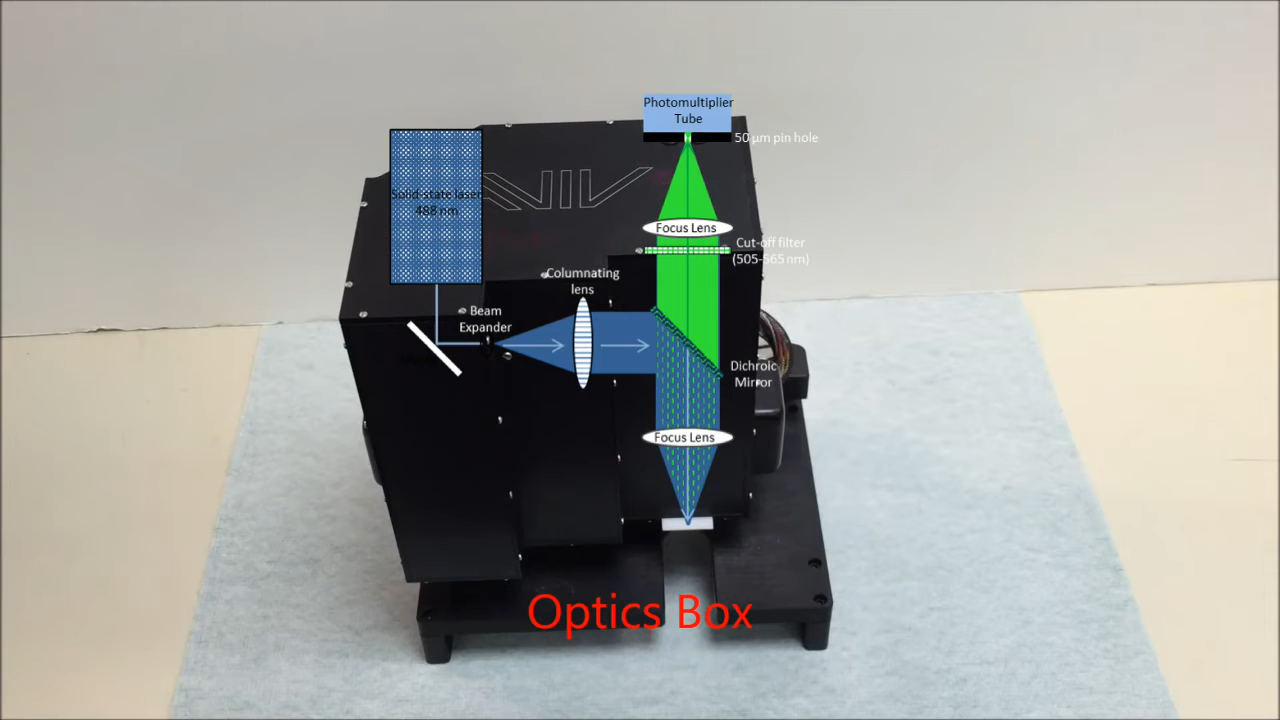 Photomultiplier
Tube
50 µm pin hole
Solid-state laser
488 nm
Focus Lens
Cut-off filter
(505-565 nm)
Columnating
lens
Beam
Expander
Dichroic
Mirror
Focus Lens
Optics Box